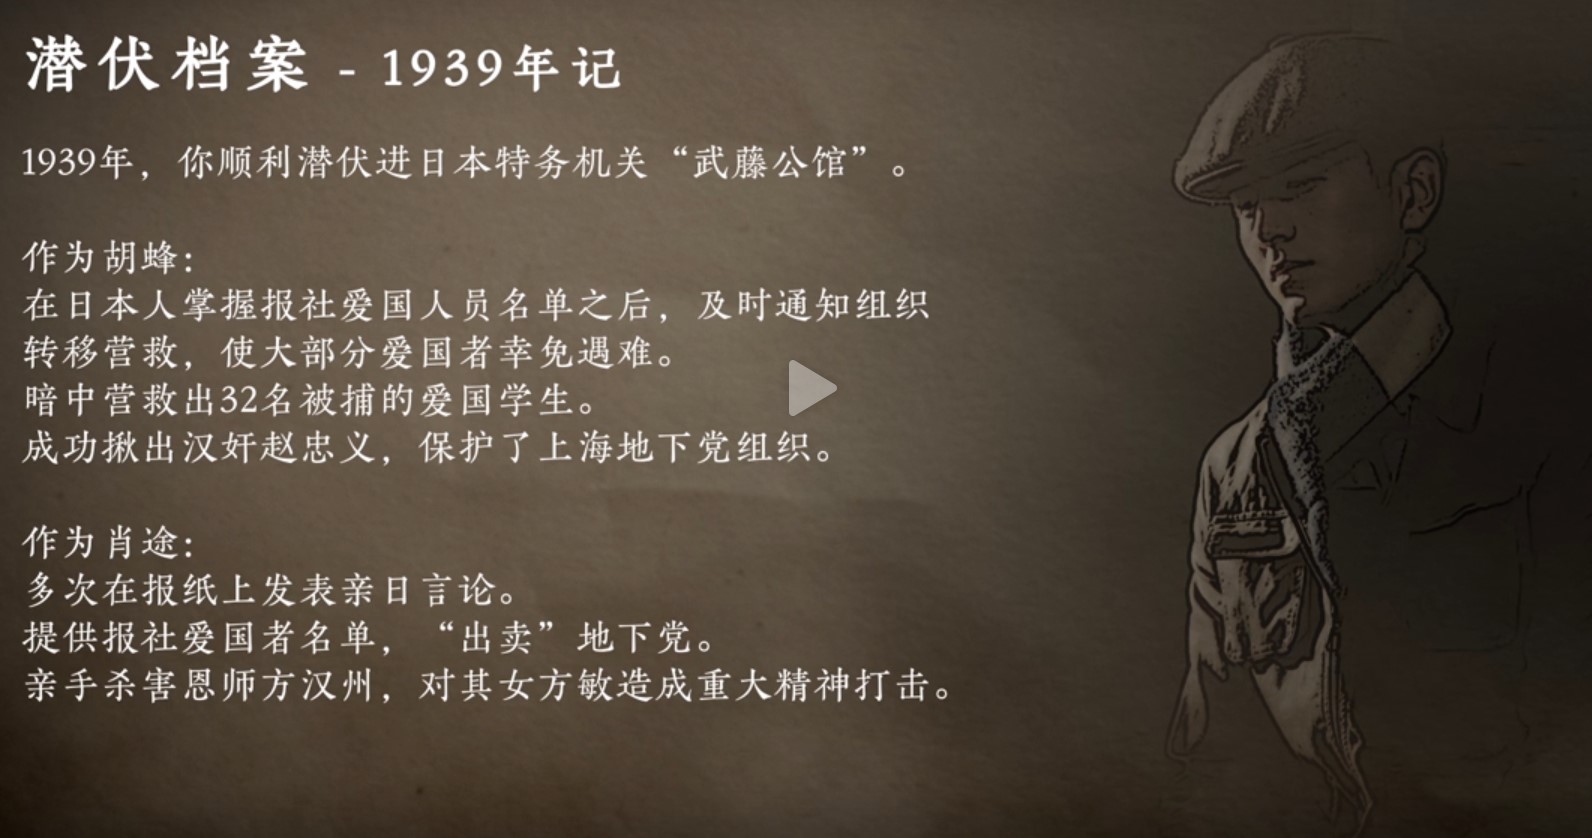 潜伏档案 - 1939年记
1939年，你顺利潜伏进日本特务机关“武藤公馆”。
作为胡蜂：
在日本人掌握报社爱国人员名单之后，及时通知组织
转移营救，使大部分爱国者幸免遇难。
暗中营救出32名被捕的爱国学生。
成功揪出汉奸赵忠义，保护了上海地下党组织。
作为肖途：
多次在报纸上发表亲日言论。
提供报社爱国者名单，“出卖”地下党。
亲手杀害恩师方汉州，对其女方敏造成重大精神打击。